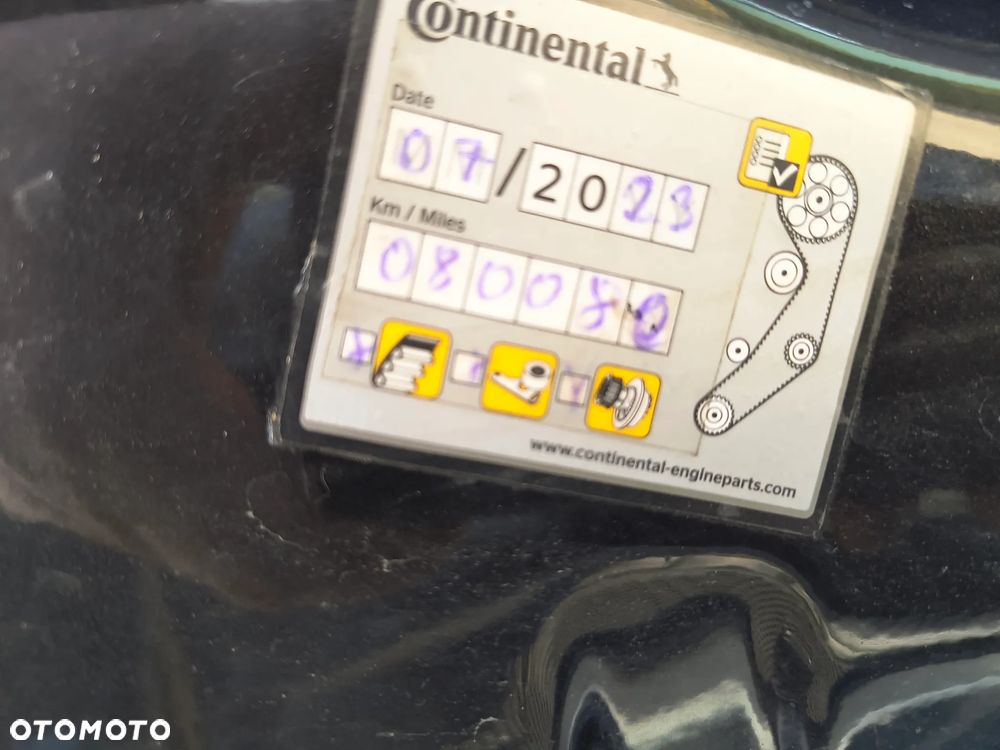 Continental
Date
07/2023
Km / Miles
080080
www.continental-engineparts.com
OTOMOTO